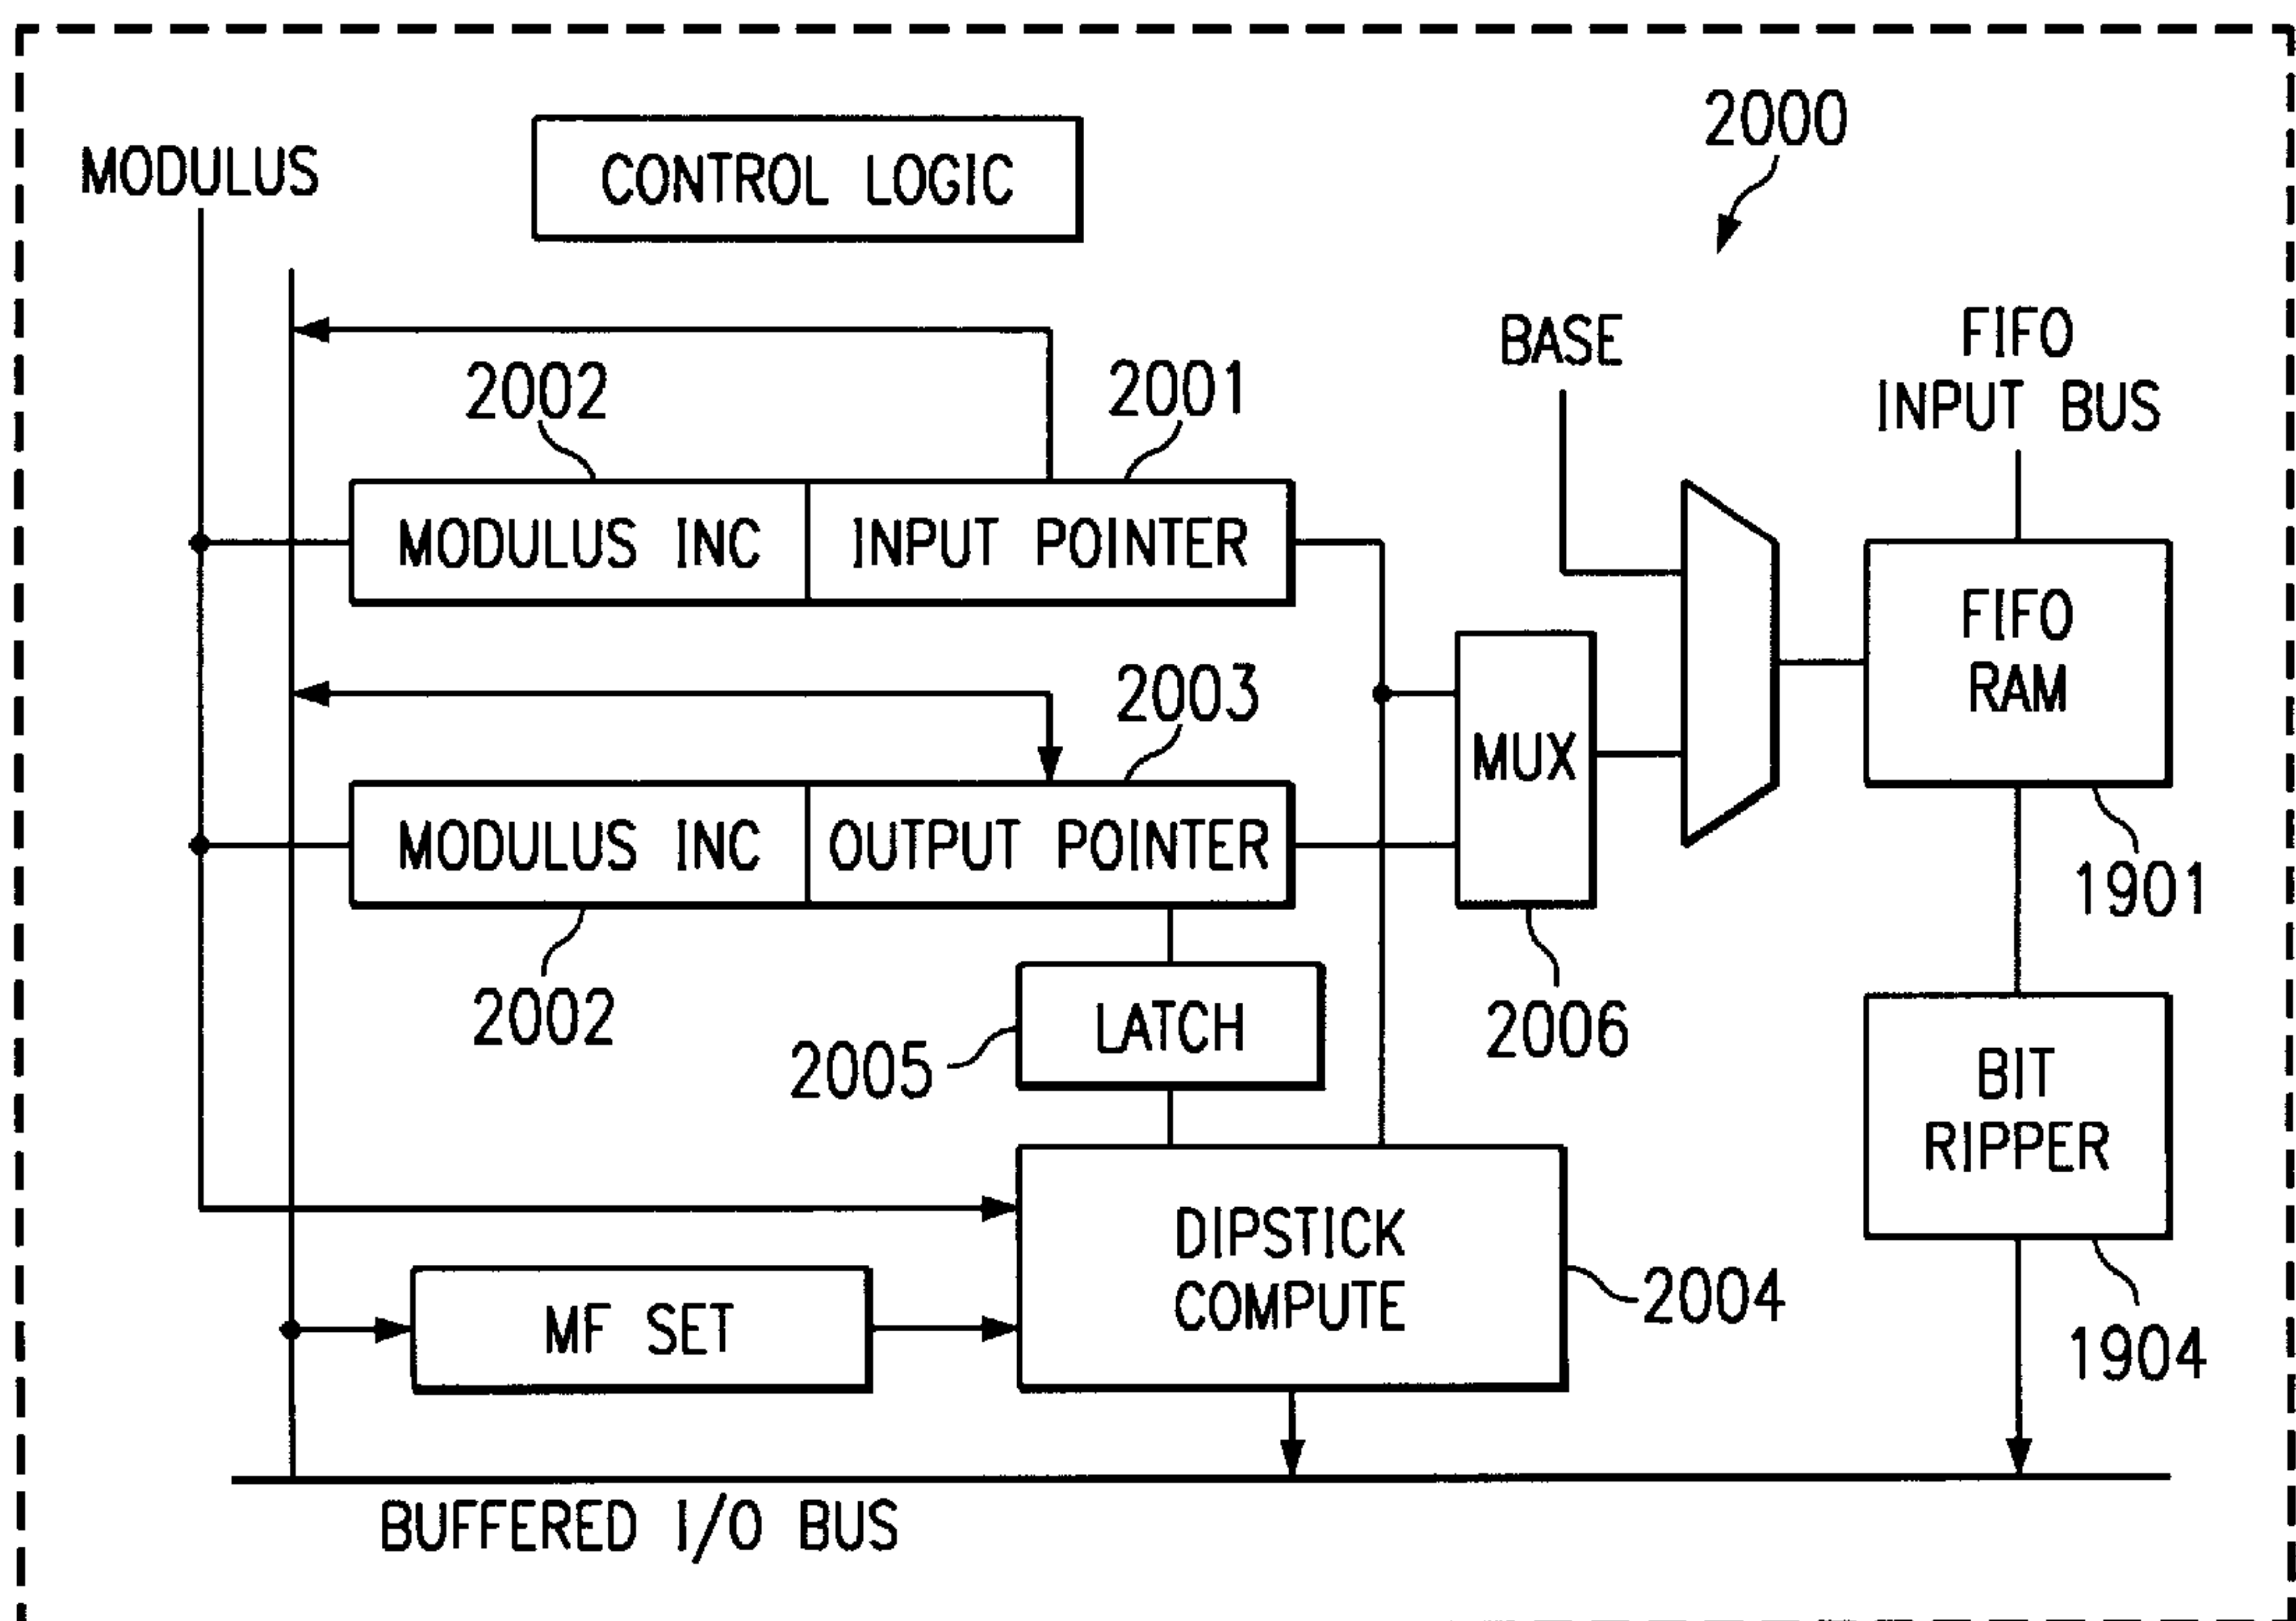 2000
MODULUS
CONTROL LOGIC
BASE
FIFO
INPUT BUS
2002
2001
MODULUS INC
INPUT POINTER
FIFO
RAM
2003
MUX
MODULUS INC
OUTPUT POINTER
1901
2002
LATCH
2005
2006
BIT
RIPPER
DIPSTICK
COMPUTE
2004
MF SET
1904
BUFFERED I/O BUS